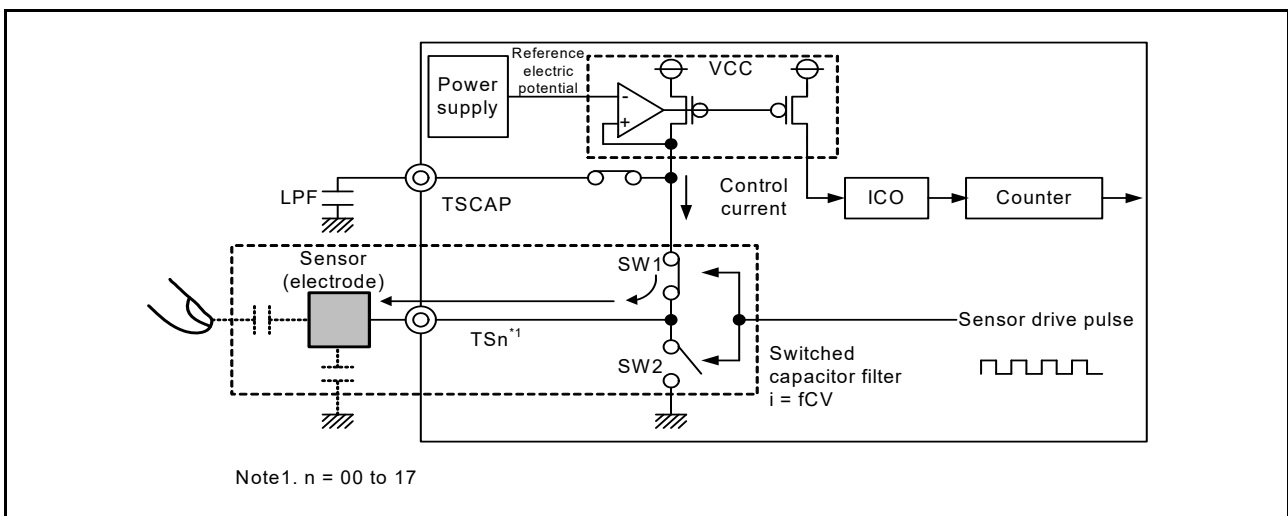 Power
supply
Reference
electric
potential
-
+
VCC
LPF
TSCAP
Control
current
ICO
Counter
Sensor
(electrode)
SW1
TSn*1
SW2
Sensor drive pulse
Switched
capacitor filter
i = fCV
Note1. n = 00 to 17